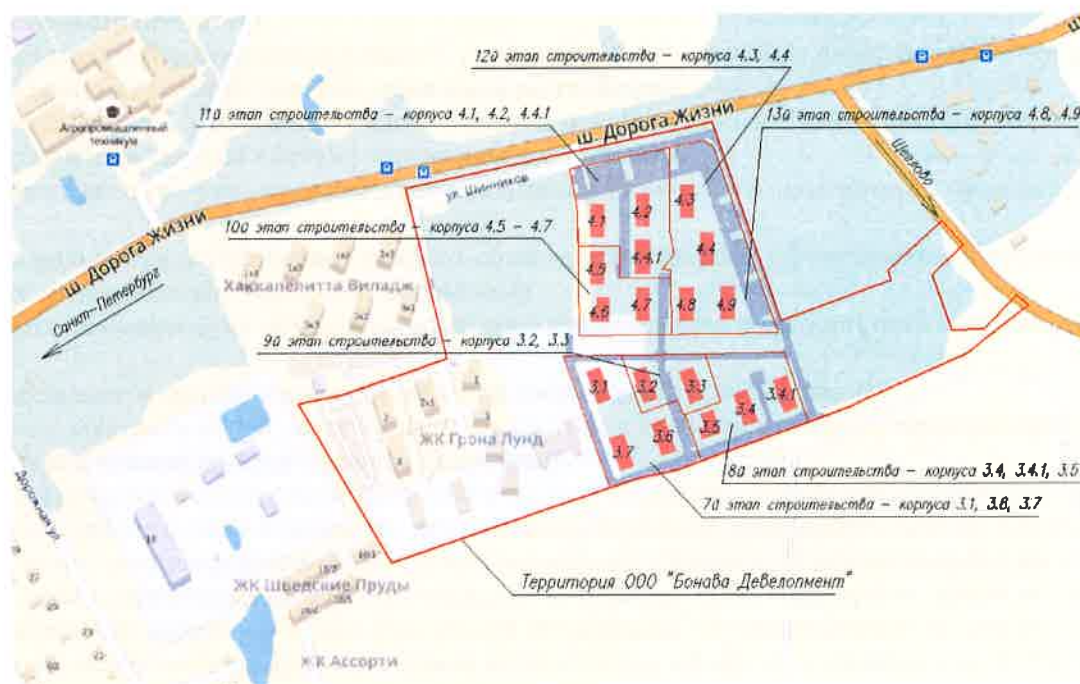 12й этап строительства – корпуса 4.3, 4.4
11й этап строительства – корпуса 4.1, 4.2, 4.4.1
ш. Дорога Жизни
13й этап строительства – корпуса 4.8, 4.9
Агропромышленный
техникум
Щеглово
ул. Шинников
4.1
4.2
4.3
10й этап строительства – корпуса 4.5 – 4.7
4.4.1
4.4
ш. Дорога Жизни
Санкт-Петербург
Хаккапелитта Виладж
4.5
4.6
4.7
4.8
4.9
9й этап строительства – корпуса 3.2, 3.3
3.1
3.2
3.3
3.4
3.4.1
3.5
3.6
3.7
ЖК Грона Лунд
8й этап строительства – корпуса 3.4, 3.4.1, 3.5
7й этап строительства – корпуса 3.1, 3.6, 3.7
Дорожная ул.
Территория ООО "Бонава Девелопмент"
ЖК Шведские Пруды
ЖК Ассорти